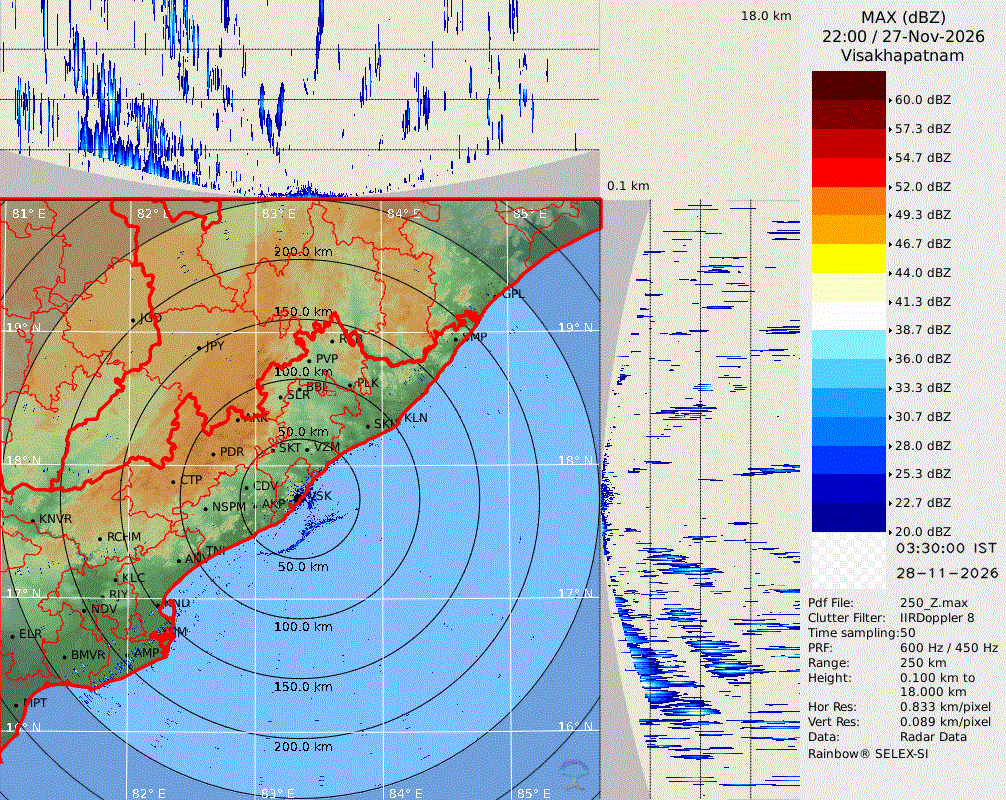 18.0 km
MAX (dBZ)
22:00 / 27-Nov-2026
Visakhapatnam
60.0 dBZ
57.3 dBZ
54.7 dBZ
52.0 dBZ
49.3 dBZ
46.7 dBZ
44.0 dBZ
41.3 dBZ
38.7 dBZ
36.0 dBZ
33.3 dBZ
30.7 dBZ
28.0 dBZ
25.3 dBZ
22.7 dBZ
20.0 dBZ
03:30:00 IST
28-11-2026
Pdf File: 250_Z.max
Clutter Filter: IIRDoppler 8
Time sampling:50
PRF: 600 Hz / 450 Hz
Range: 250 km
Height: 0.100 km to
18.000 km
Hor Res: 0.833 km/pixel
Vert Res: 0.089 km/pixel
Data: Radar Data
Rainbow® SELEX-SI
0.1 km
81° E 82° E 83° E 84° E 85° E
200.0 km
GPL
150.0 km
JGD
19° N 19° N
JPY
SMP
PVP
100.0 km
PLK
SLR
KLN
50.0 km
PDR SKT VZM
18° N 18° N
CTP
CDV
VSK
NSPM AKP
KNVR
RCHM
TNI
50.0 km
KLC
RJY
17° N 17° N
KND
NDV
100.0 km
ELR
BMVR AMP
150.0 km
MPT
16° N 16° N
200.0 km
82° E 83° E 84° E 85° E